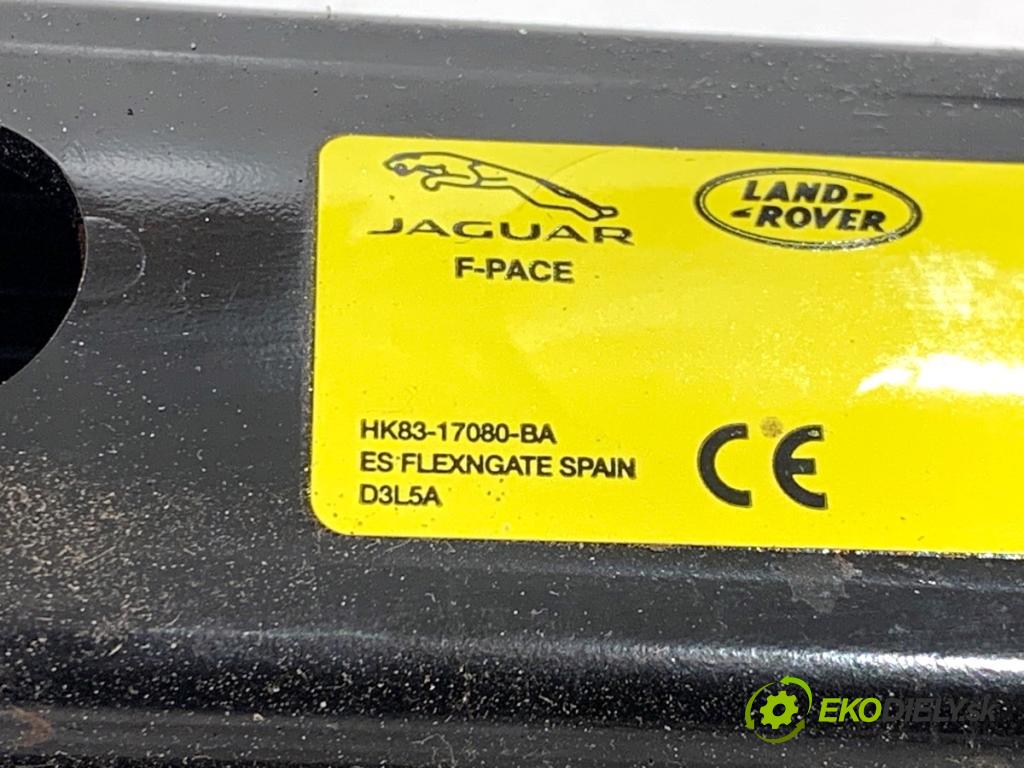 JAGUAR
F-PACE
LAND-
-ROVER
HK83-17080-BA
ES FLEXNGATE SPAIN
D3L5A
CE
EKODIELY.SK